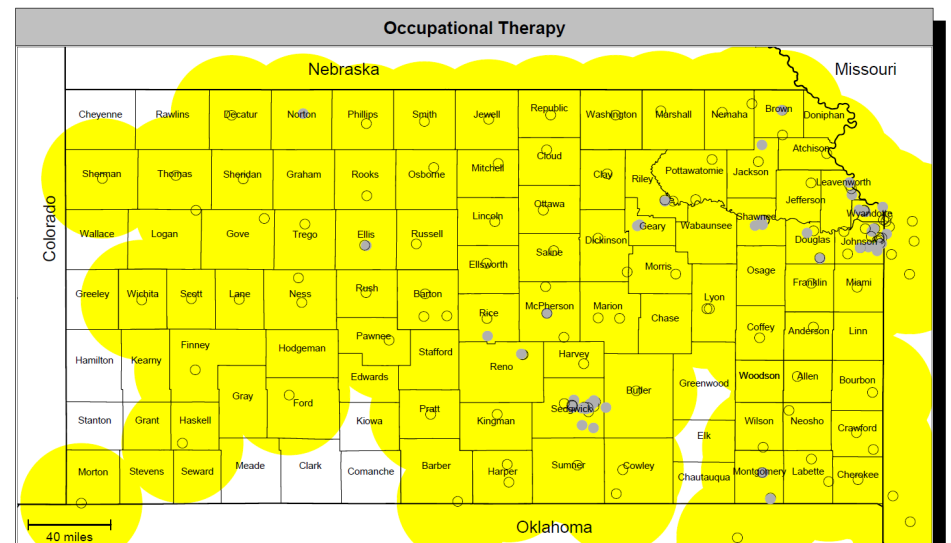 Occupational Therapy
Nebraska
Missouri
Cheyenne Rawlins Decatur Norton Phillips Smith Jewell Republic Washington Marshall Nemaha Brown Doniphan
Atchison
Sherman Thomas Sheridan Graham Rooks Osborne Mitchell Cloud Clay Riley Pottawatomie Jackson
Leavenworth
Jefferson
Wyandotte
Colorado
Wallace Logan Gove Trego Ellis Russell Lincoln Ottawa Dickinson Geary Wabaunsee Shawnee Douglas Johnson
Ellsworth Saline Morris Osage
Greeley Wichita Scott Lane Ness Rush Barton Rice McPherson Marion Chase Lyon Franklin Miami
Hamilton Kearny Finney Hodgeman Pawnee Stafford Reno Harvey Coffey Anderson Linn
Gray Ford Edwards Butler Greenwood Woodson Allen Bourbon
Stanton Grant Haskell Kiowa Pratt Kingman Sedgwick Elk Wilson Neosho Crawford
Morton Stevens Seward Meade Clark Comanche Barber Harper Sumner Cowley Chautauqua Montgomery Labette Cherokee
40 miles
Oklahoma